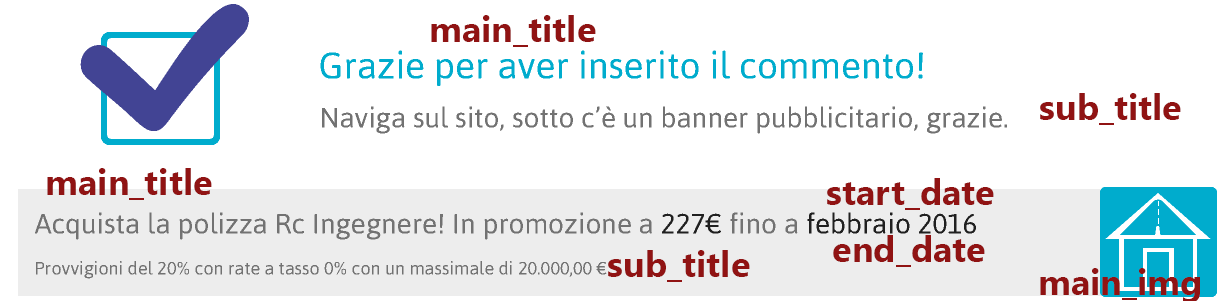 main_title
Grazie per aver inserito il commento!
Naviga sul sito, sotto c'è un banner pubblicitario, grazie.
sub_title
main_title
start_date
Acquista la polizza Rc Ingegnere! In promozione a 227€ fino a febbraio 2016
end_date
Provvigioni del 20% con rate a tasso 0% con un massimale di 20.000,00 €
sub_title
main_img